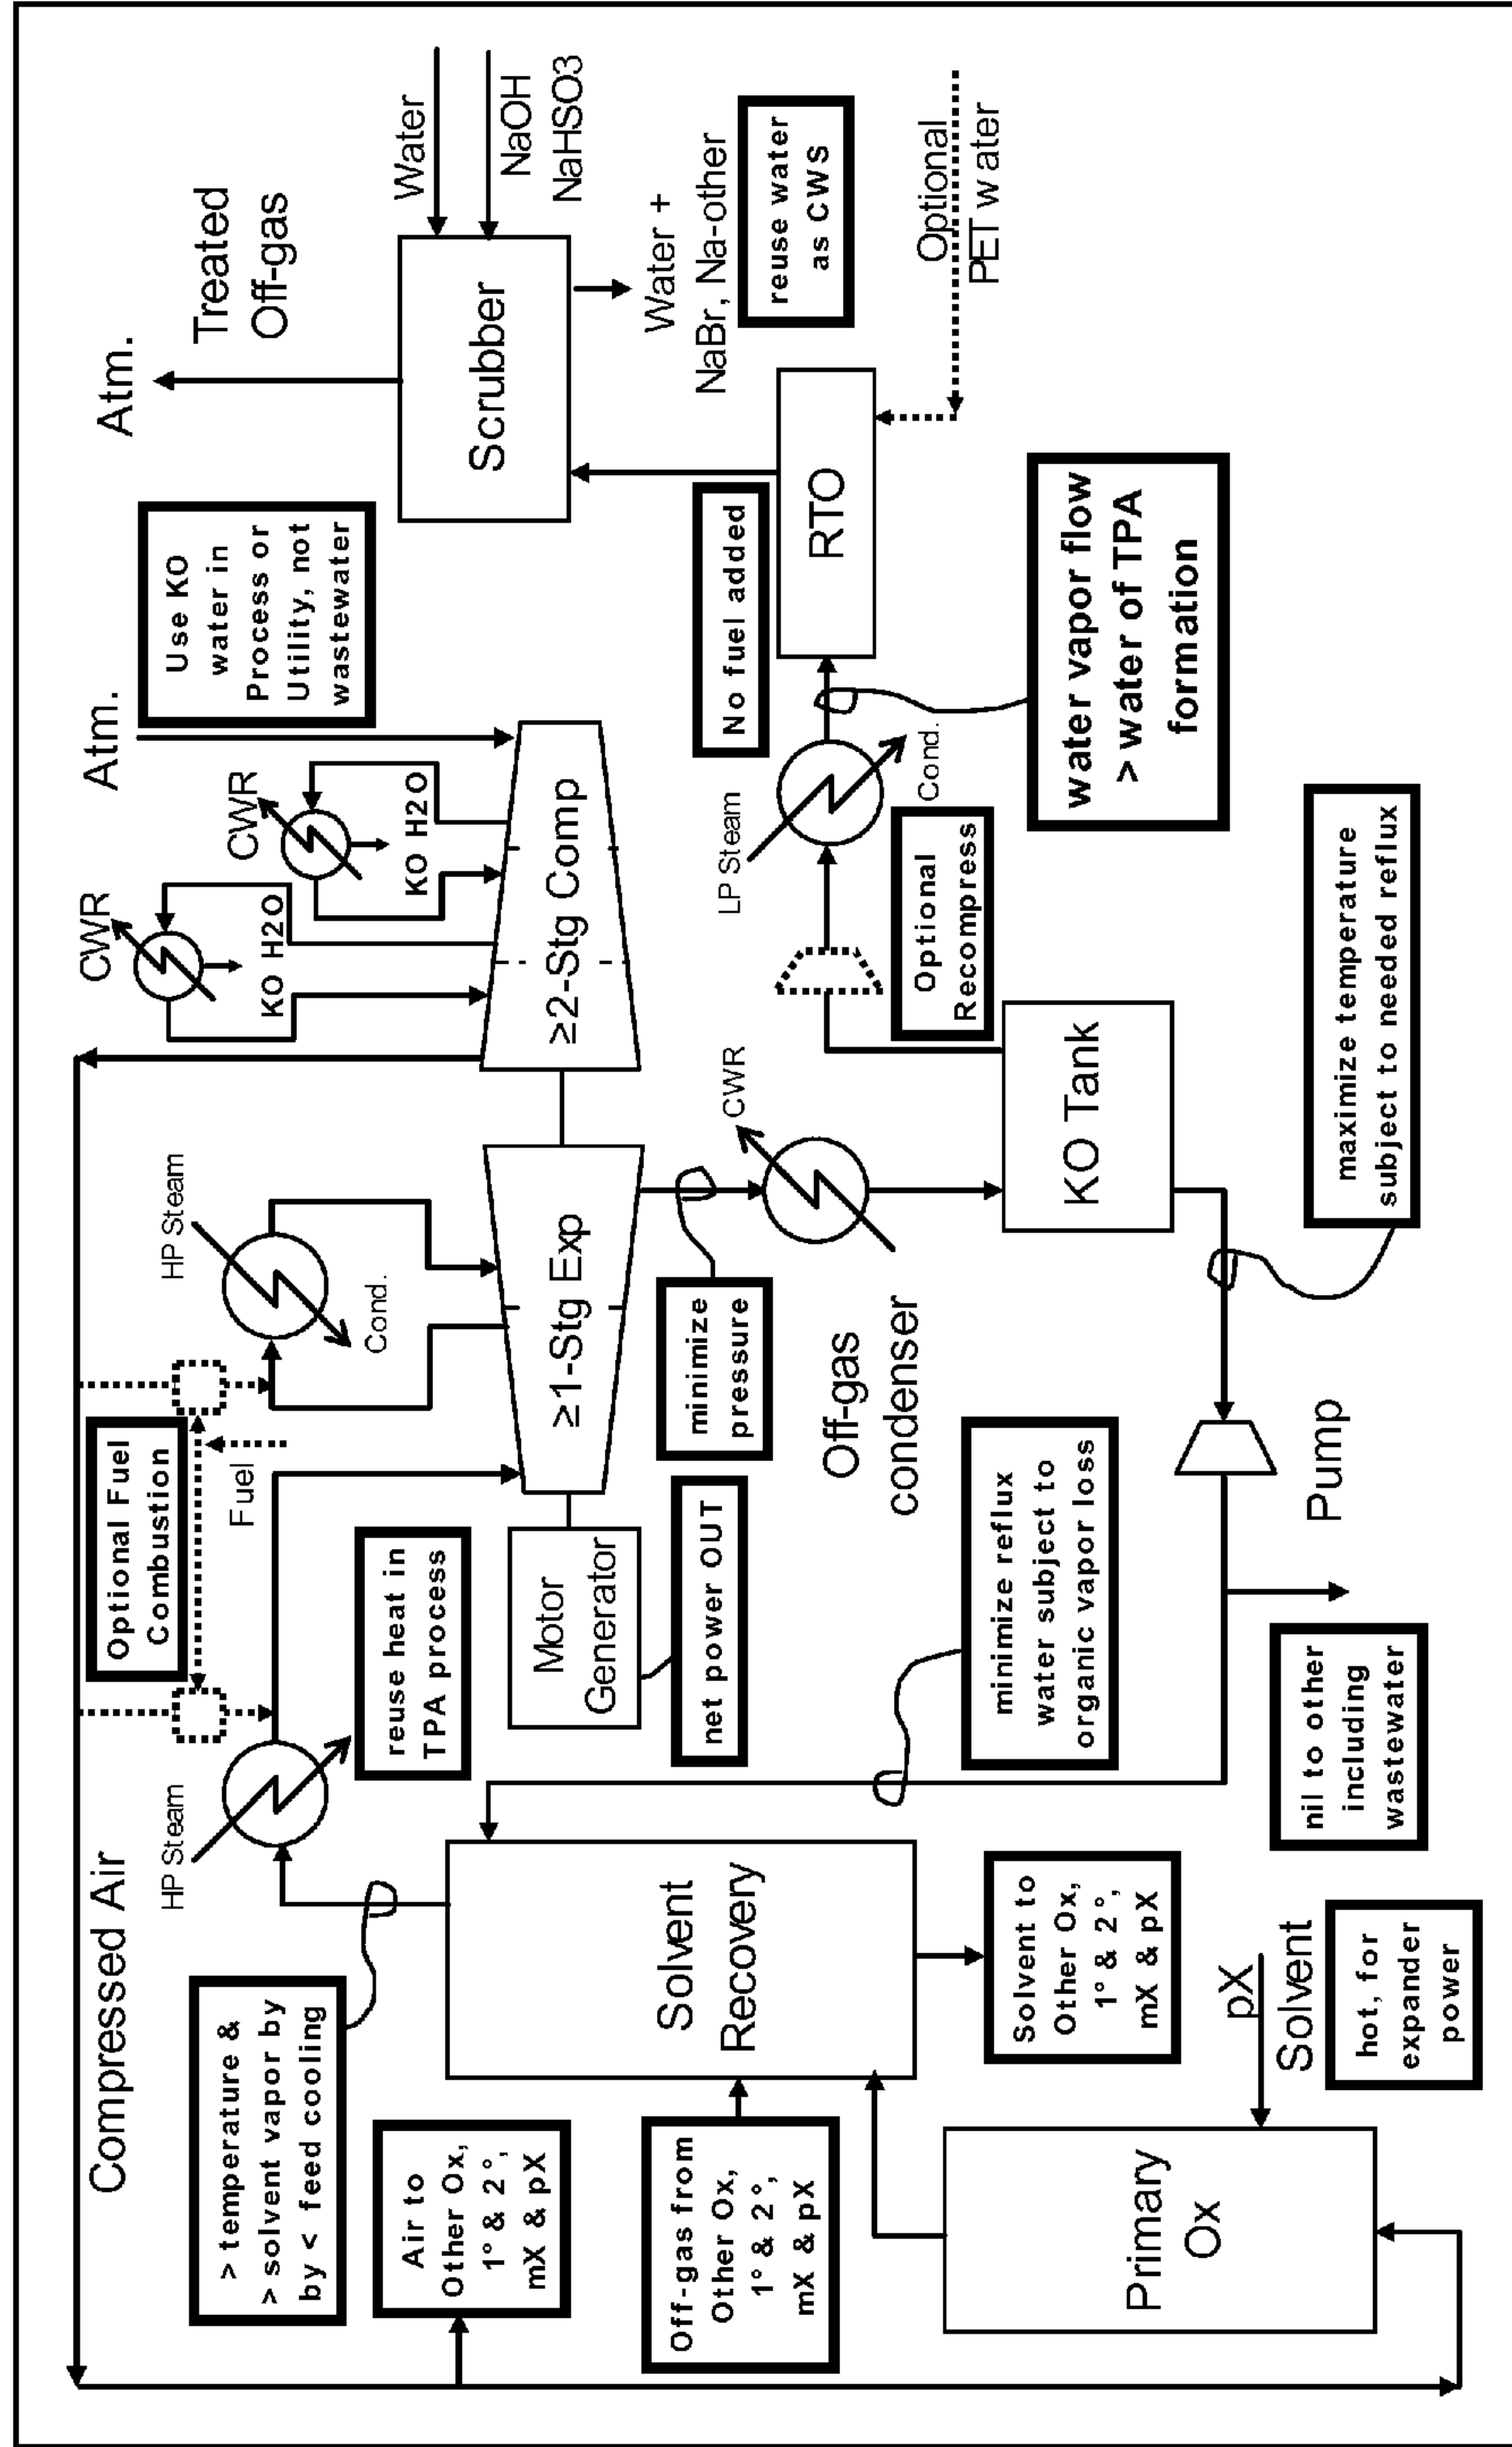 Compressed Air
> temperature &
> solvent vapor by
by < feed cooling
Air to
Other Ox,
1° & 2°,
mX & pX
Off-gas from
Other Ox,
1° & 2°,
mX & pX
Primary
Ox
pX
Solvent
hot, for
expander
power
Solvent
Recovery
Solvent to
Other Ox,
1° & 2°,
mX & pX
HP Steam
reuse heat in
TPA process
Optional Fuel
Combustion
Fuel
HP Steam
Cond.
Motor
Generator
net power OUT
≥1-Stg Exp
minimize
pressure
Off-gas
condenser
CWR
minimize reflux
water subject to
organic vapor loss
nil to other
including
wastewater
Pump
KO Tank
maximize temperature
subject to needed reflux
CWR
KO H2O
CWR
KO H2O
Atm.
≥2-Stg Comp
Use KO
water in
Process or
Utility, not
wastewater
Optional
Recompress
LP Steam
Cond.
water vapor flow
> water of TPA
formation
No fuel added
RTO
Optional
PET water
Atm.
Treated
Off-gas
Scrubber
Water
NaOH
NaHSO3
Water +
NaBr, Na-other
reuse water
as CWS